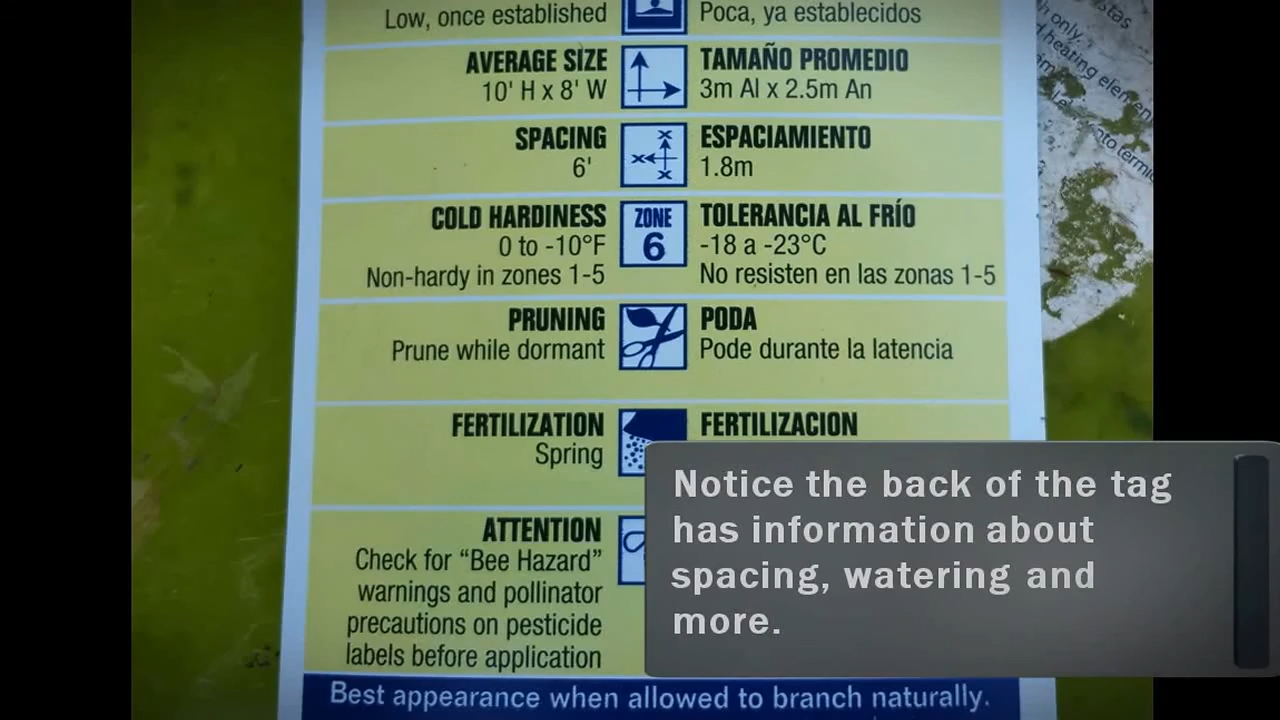 Low, once established
Poca, ya establecidos
AVERAGE SIZE
10' H x 8' W
TAMAÑO PROMEDIO
3m Al x 2.5m An
SPACING
6'
x
x
x
ESPACIAMIENTO
1.8m
COLD HARDINESS
0 to -10°F
Non-hardy in zones 1-5
ZONE
6
TOLERANCIA AL FRÍO
-18 a -23°C
No resisten en las zonas 1-5
PRUNING
Prune while dormant
PODA
Pode durante la latencia
FERTILIZATION
Spring
FERTILIZACION
ATTENTION
Check for "Bee Hazard"
warnings and pollinator
precautions on pesticide
labels before application
Notice the back of the tag
has information about
spacing, watering and
more.
Best appearance when allowed to branch naturally.
only.
heating